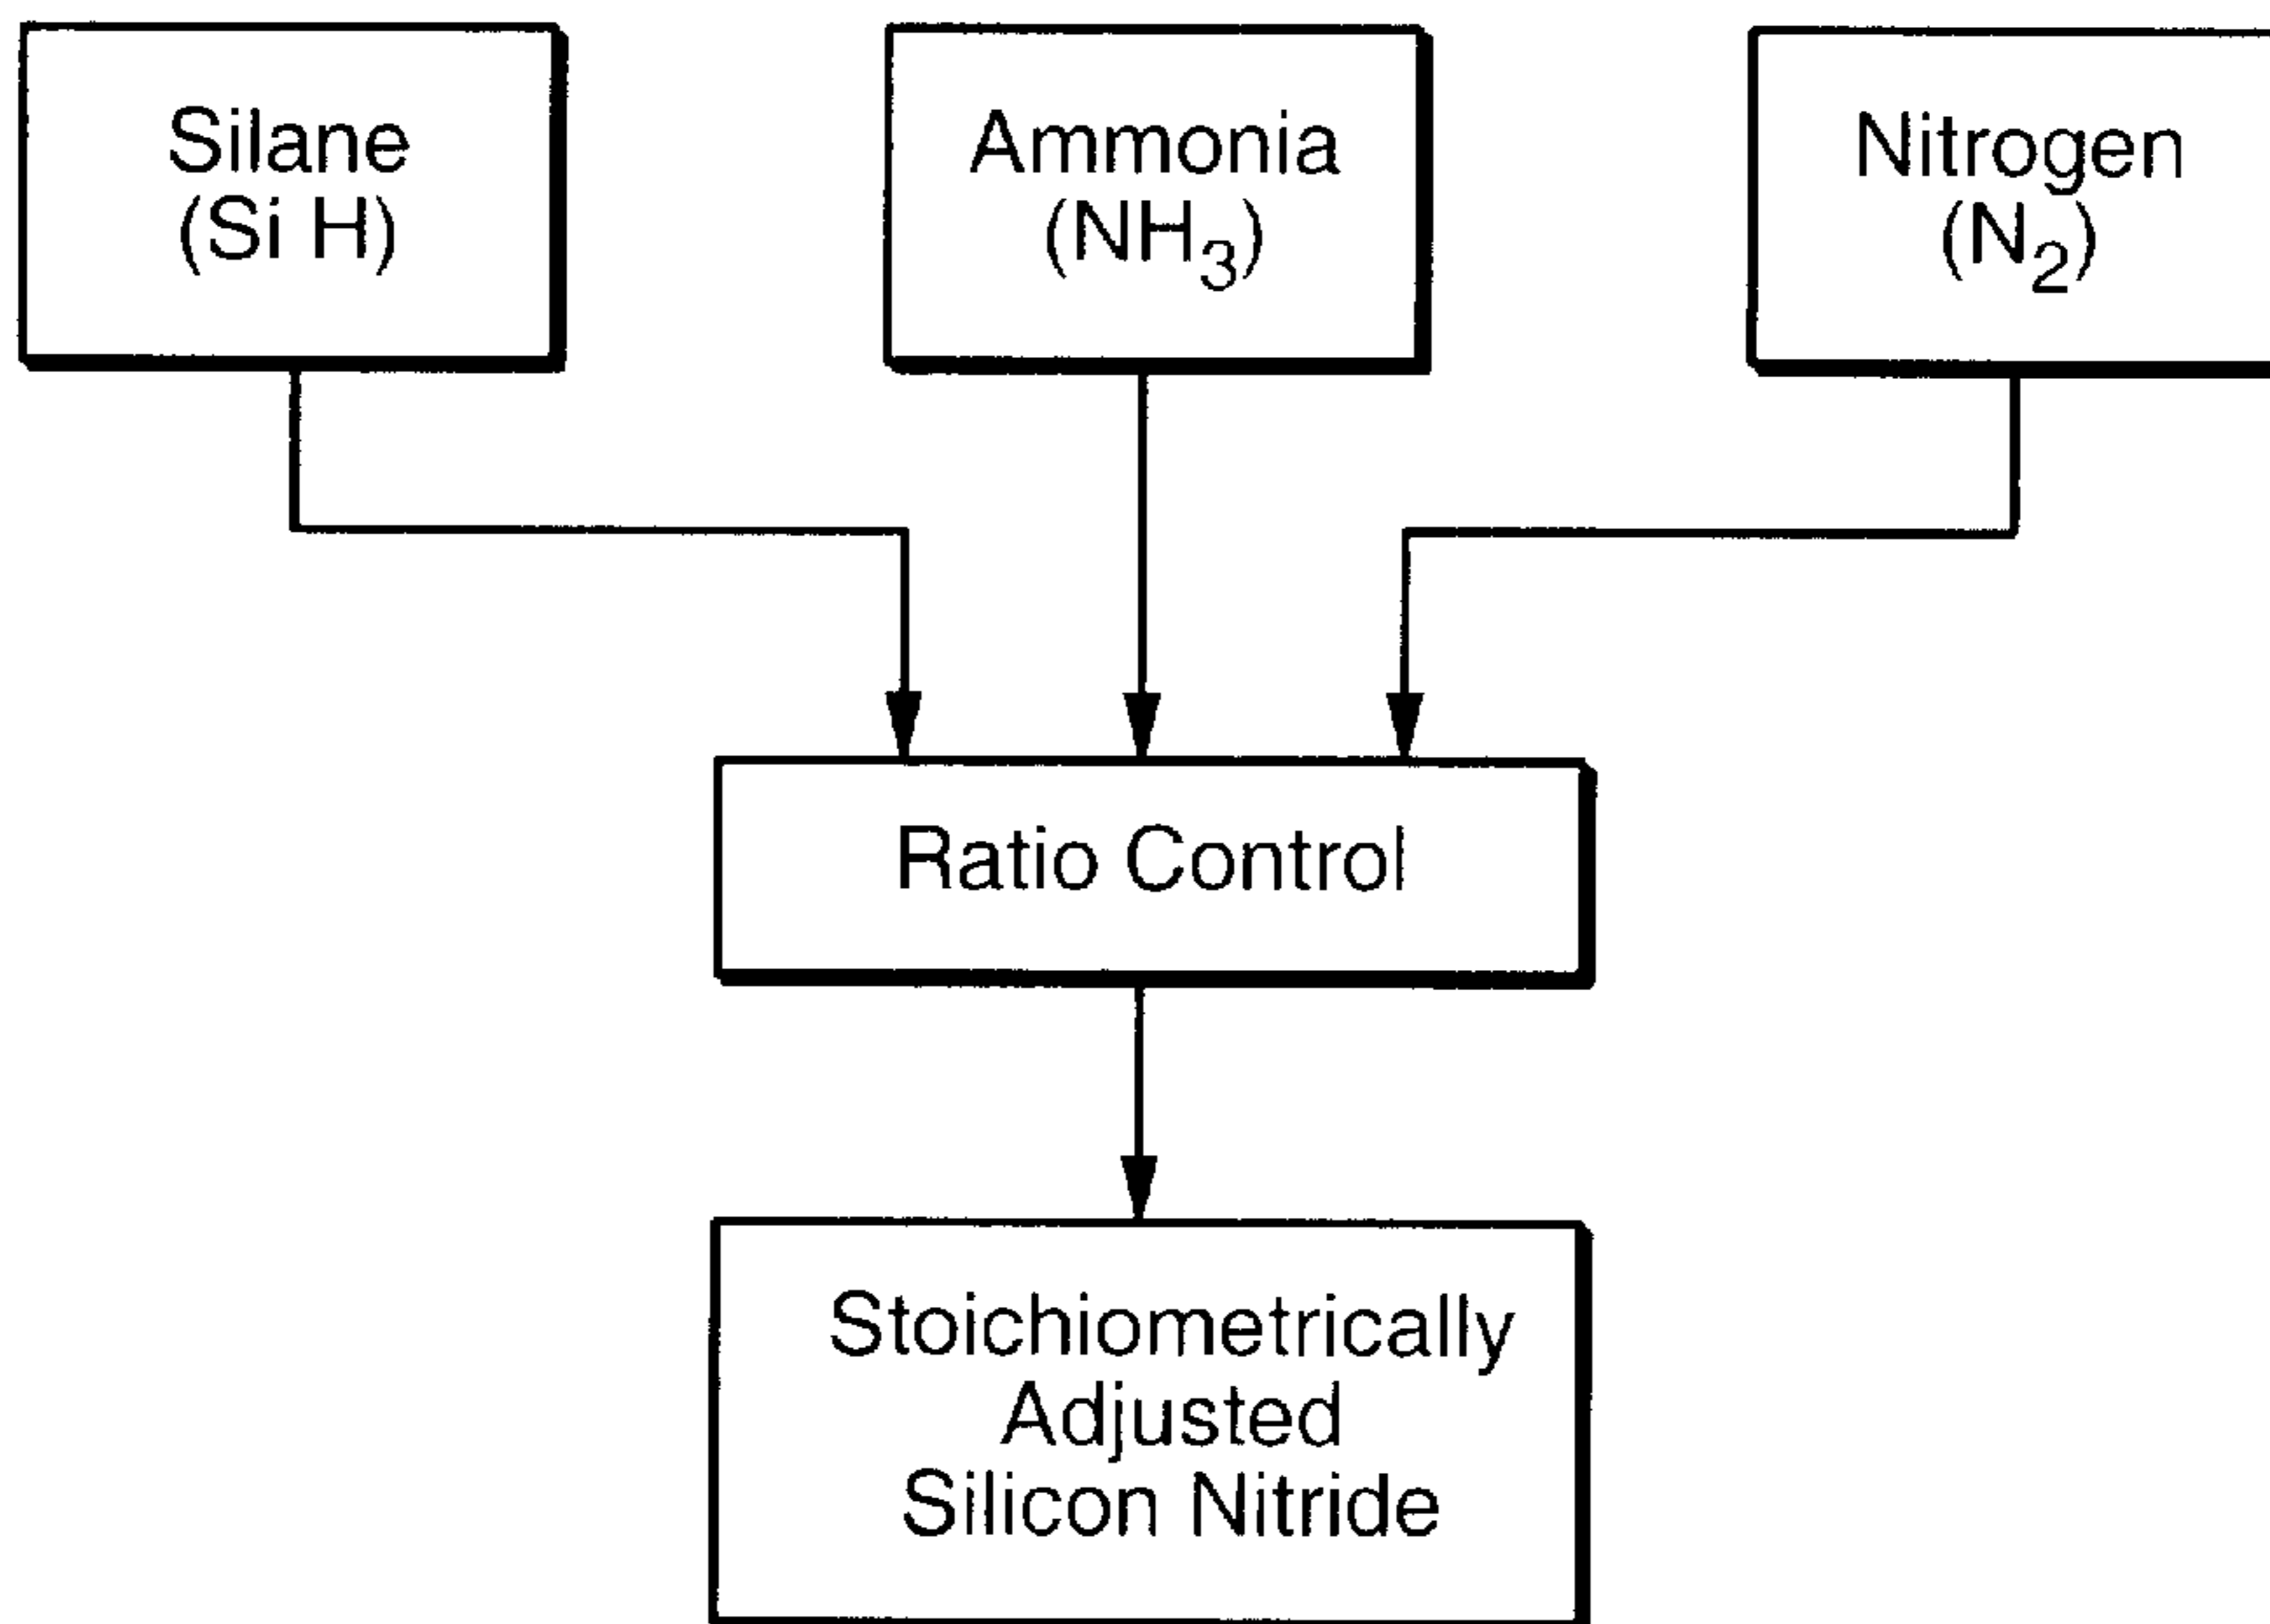 Silane
(Si H)
Ammonia
(NH₃)
Nitrogen
(N₂)
Ratio Control
Stoichiometrically
Adjusted
Silicon Nitride